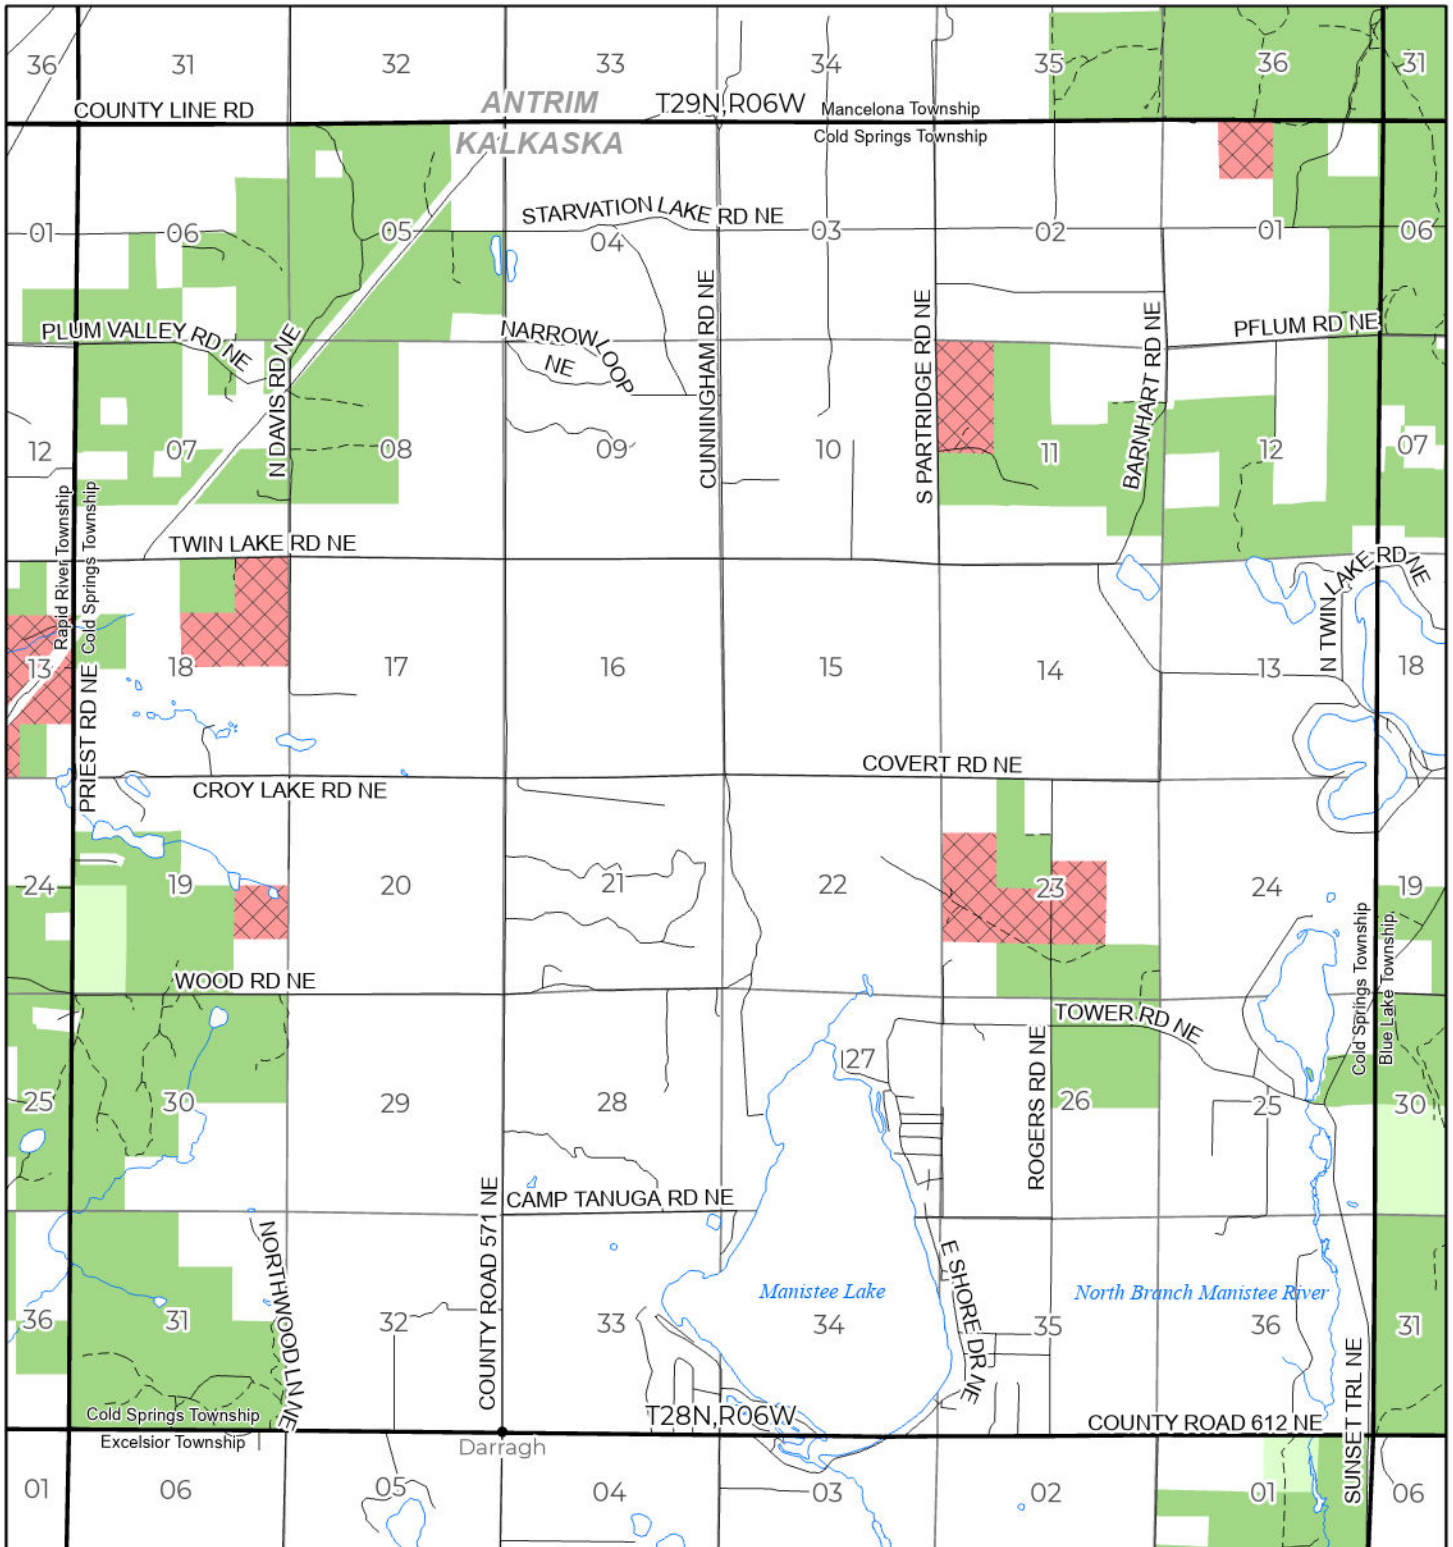 36 31 32 33 34 35 36 31
ANTRIM
T29N,R06W
Mancelona Township
COUNTY LINE RD
KALKASKA
Cold Springs Township
STARVATION LAKE RD NE
01 06 05 04 03 02 01 06
PLUM VALLEY RD NE
N DAVIS RD NE
NARROW LOOP
NE
CUNNINGHAM RD NE
S PARTRIDGE RD NE
BARNHART RD NE
PFLUM RD NE
12 07 08 09 10 11 12 07
Rapid River Township
Cold Springs Township
TWIN LAKE RD NE
N TWIN LAKE RD NE
13 18 17 16 15 14 13 18
PRIEST RD NE
COVERT RD NE
CROY LAKE RD NE
24 19 20 21 22 23 24 19
Cold Springs Township
Blue Lake Township
WOOD RD NE
TOWER RD NE
ROGERS RD NE
25 30 29 28 27 26 25 30
CAMP TANUGA RD NE
COUNTY ROAD 571 NE
NORTHWOOD LN NE
E SHORE DR NE
Manistee Lake
North Branch Manistee River
36 31 32 33 34 35 36 31
SUNSET TRL NE
Cold Springs Township
T28N,R06W
COUNTY ROAD 612 NE
Excelsior Township
Darragh
01 06 05 04 03 02 01 06